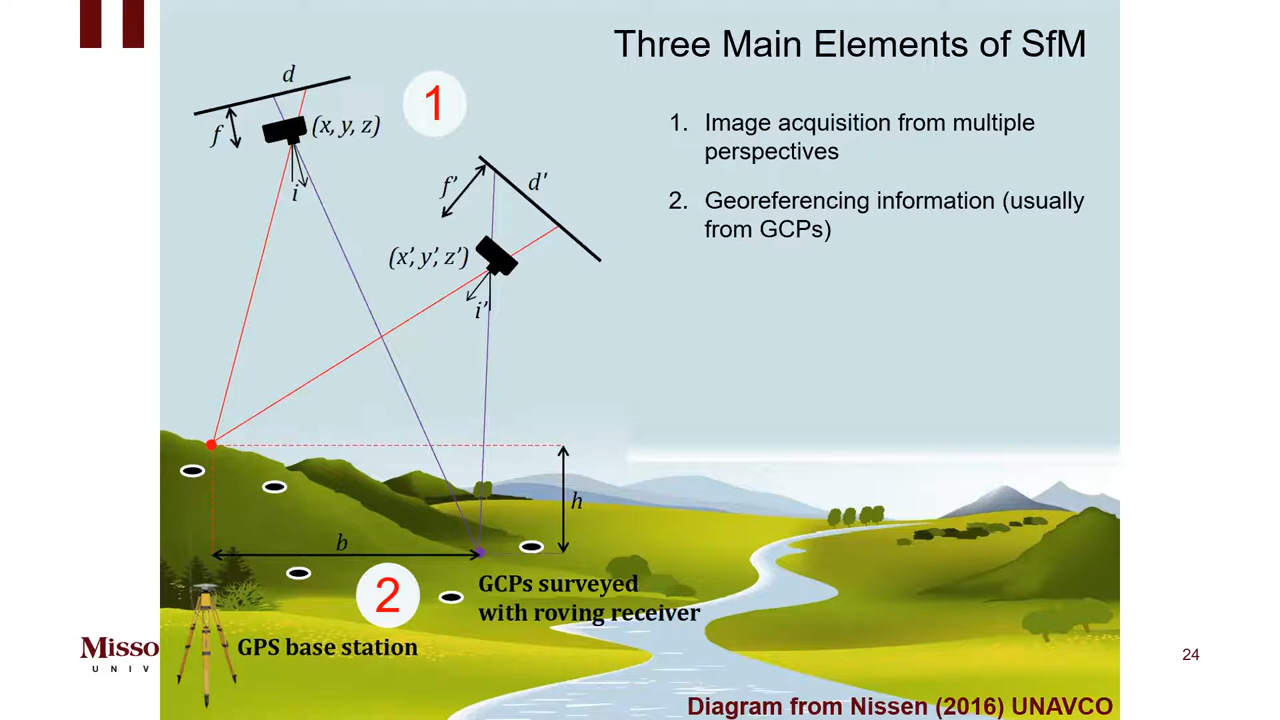 Three Main Elements of SfM
d
1
f
(x, y, z)
1. Image acquisition from multiple
perspectives
i
f'
d'
2. Georeferencing information (usually
from GCPs)
(x', y', z')
i'
h
b
2
GCPs surveyed
with roving receiver
GPS base station
Misso
U N I V
24
Diagram from Nissen (2016) UNAVCO